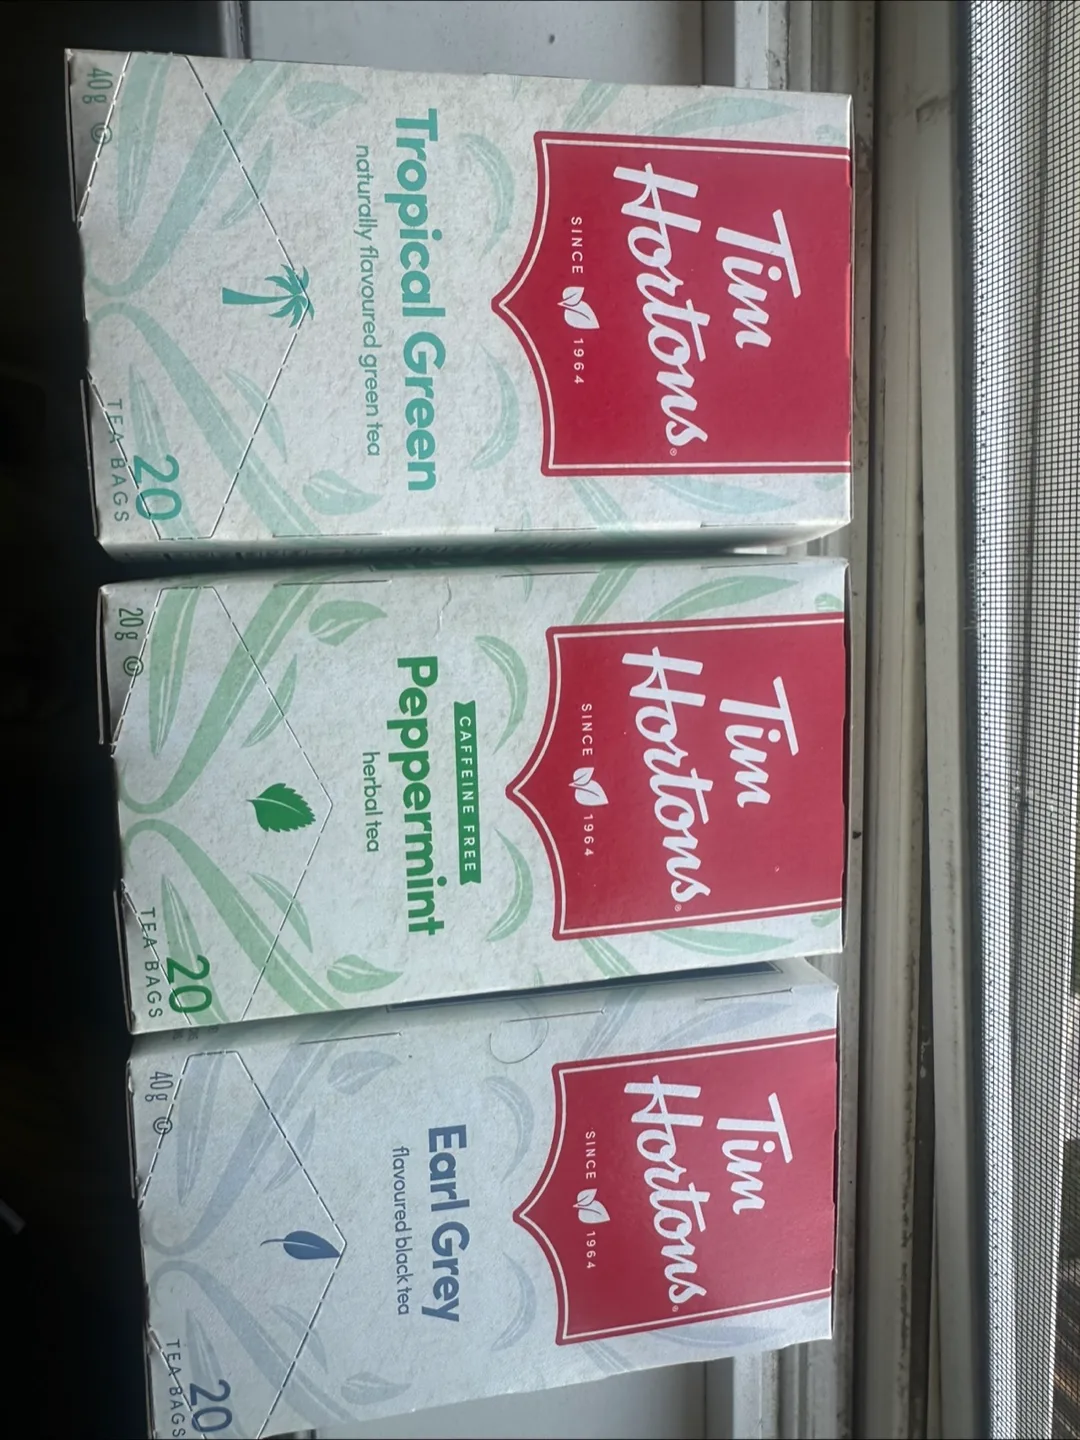 Tim
Hortons®
SINCE 1964
Tropical Green
naturally flavoured green tea
20
TEA BAGS
40g
Tim
Hortons®
SINCE 1964
CAFFEINE FREE
Peppermint
herbal tea
20
TEA BAGS
20g
Tim
Hortons®
SINCE 1964
Earl Grey
flavoured black tea
20
TEA BAGS
40g